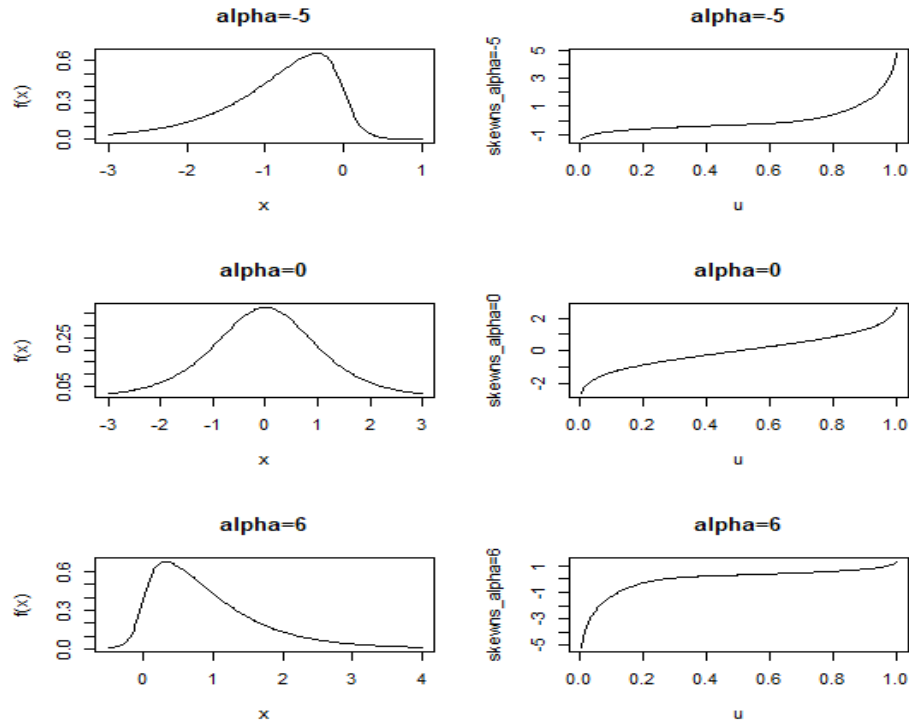 alpha=-5
f(x)
0.0 0.3 0.6
-3 -2 -1 0 1
x
alpha=-5
skewns_alpha=-5
-1 1 3 5
0.0 0.2 0.4 0.6 0.8 1.0
u
alpha=0
f(x)
0.05 0.25
-3 -2 -1 0 1 2 3
x
alpha=0
skewns_alpha=0
-2 0 2
0.0 0.2 0.4 0.6 0.8 1.0
u
alpha=6
f(x)
0.0 0.3 0.6
0 1 2 3 4
x
alpha=6
skewns_alpha=6
-5 -3 -1 1
0.0 0.2 0.4 0.6 0.8 1.0
u